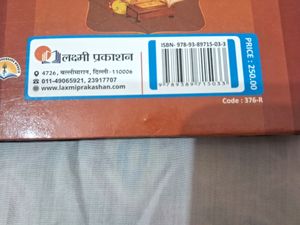 लक्ष्मी प्रकाशन
4726, बल्लीमारान, दिल्ली-110006
011-49065921, 23917707
www.laxmiprakashan.com
ISBN- 978-93-89715-03-3
9789389715033
PRICE : 250.00
Code : 376-R